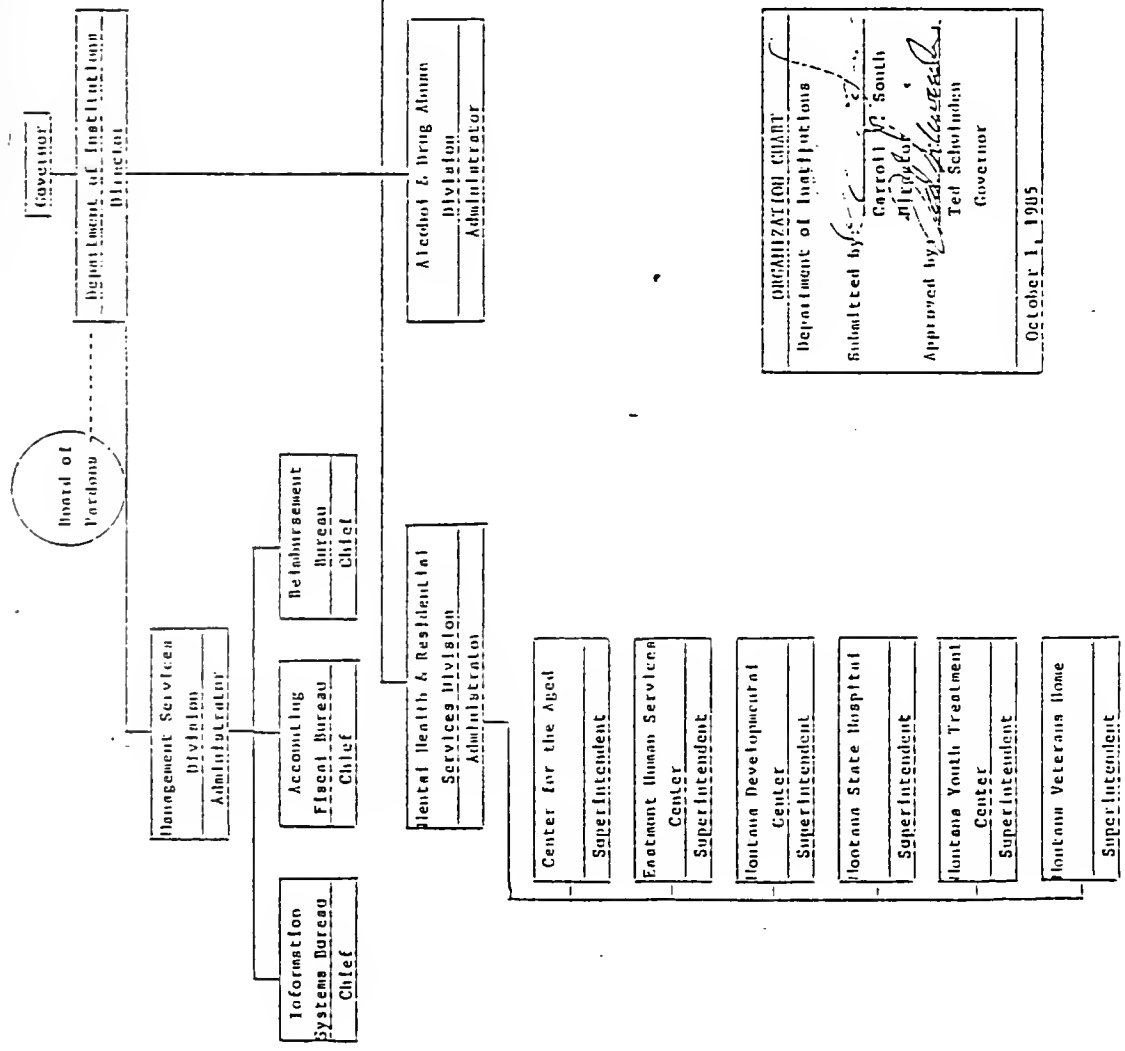 Governor
Department of Institutions
Director
Board of
Pardons
Management Services
Division
Administrator
Information
Systems Bureau
Chief
Accounting
Fiscal Bureau
Chief
Reimbursement
Bureau
Chief
Mental Health & Residential
Services Division
Administrator
Alcohol & Drug Abuse
Division
Administrator
Center for the Aged
Superintendent
Eastmont Human Services
Center
Superintendent
Montana Developmental
Center
Superintendent
Montana State Hospital
Superintendent
Montana Youth Treatment
Center
Superintendent
Montana Veterans Home
Superintendent
ORGANIZATION CHART
Department of Institutions
Submitted by
Carroll South
Director
Approved by
Ted Schwinden
Governor
October 1, 1985